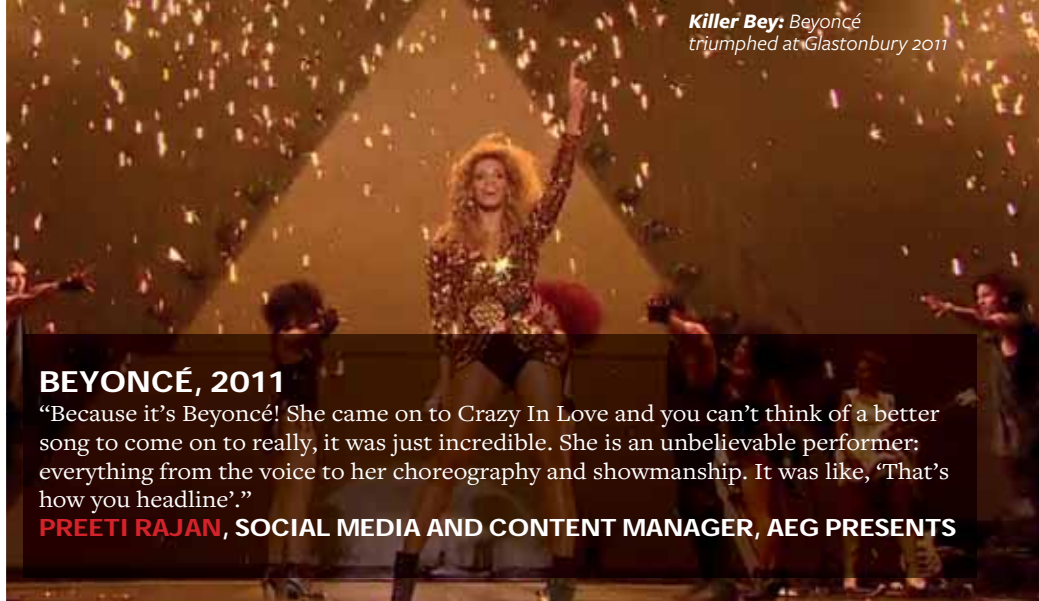 Killer Bey: Beyoncé
triumphed at Glastonbury 2011
BEYONCÉ, 2011
“Because it’s Beyoncé! She came on to Crazy In Love and you can’t think of a better
song to come on to really, it was just incredible. She is an unbelievable performer:
everything from the voice to her choreography and showmanship. It was like, ‘That’s
how you headline’.”
PREETI RAJAN, SOCIAL MEDIA AND CONTENT MANAGER, AEG PRESENTS